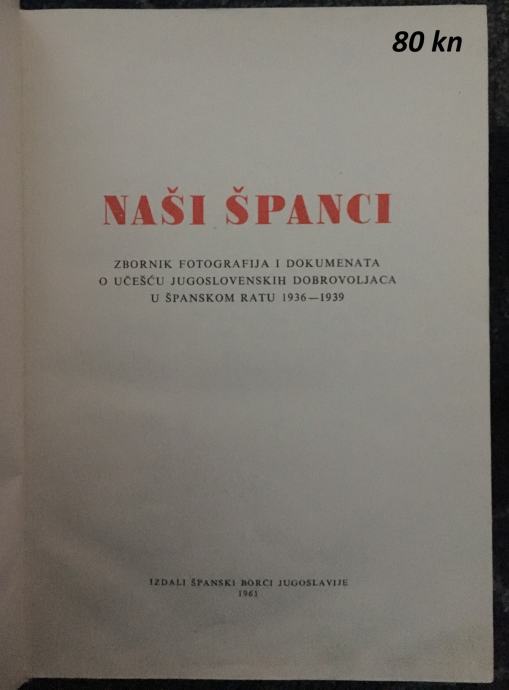 80 kn
NAŠI ŠPANCI
ZBORNIK FOTOGRAFIJA I DOKUMENATA
O UČEŠĆU JUGOSLOVENSKIH DOBROVOLJACA
U ŠPANSKOM RATU 1936—1939
IZDALI ŠPANSKI BORCI JUGOSLAVIJE
1961